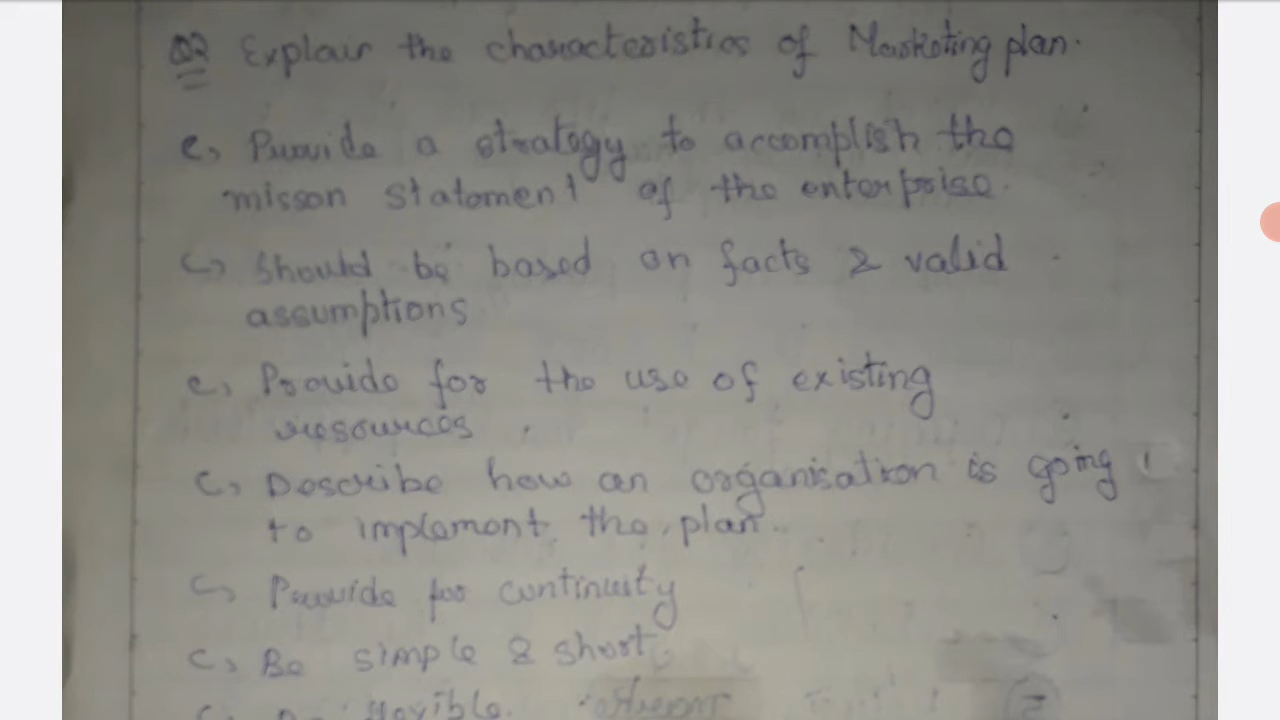 Q2 Explain the characteristics of Marketing plan.
Provide a strategy to accomplish the
misson statement of the enterprise.
Should be based on facts & valid
assumptions
Provide for the use of existing
resources.
Describe how an organisation is going
to implement the plan.
Provide for continuity
Be simple & short
Be flexible.